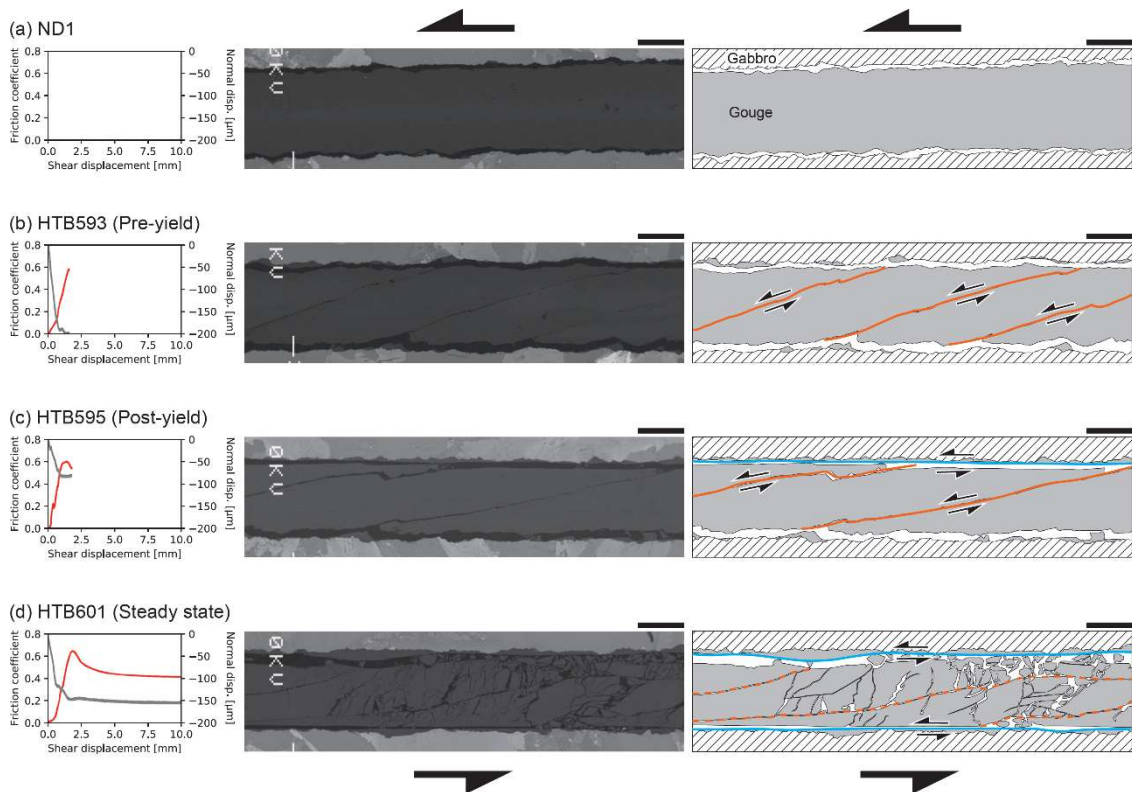 (a) ND1
Friction coefficient
0.8
0.6
0.4
0.2
0.0
0.0 2.5 5.0 7.5 10.0
Shear displacement [mm]
0
−50
−100
−150
−200
Normal disp. [μm]
0KV
Gabbro
Gouge
(b) HTB593 (Pre-yield)
Friction coefficient
0.8
0.6
0.4
0.2
0.0
0.0 2.5 5.0 7.5 10.0
Shear displacement [mm]
0
−50
−100
−150
−200
Normal disp. [μm]
KV
(c) HTB595 (Post-yield)
Friction coefficient
0.8
0.6
0.4
0.2
0.0
0.0 2.5 5.0 7.5 10.0
Shear displacement [mm]
0
−50
−100
−150
−200
Normal disp. [μm]
0KV
(d) HTB601 (Steady state)
Friction coefficient
0.8
0.6
0.4
0.2
0.0
0.0 2.5 5.0 7.5 10.0
Shear displacement [mm]
0
−50
−100
−150
−200
Normal disp. [μm]
0KV